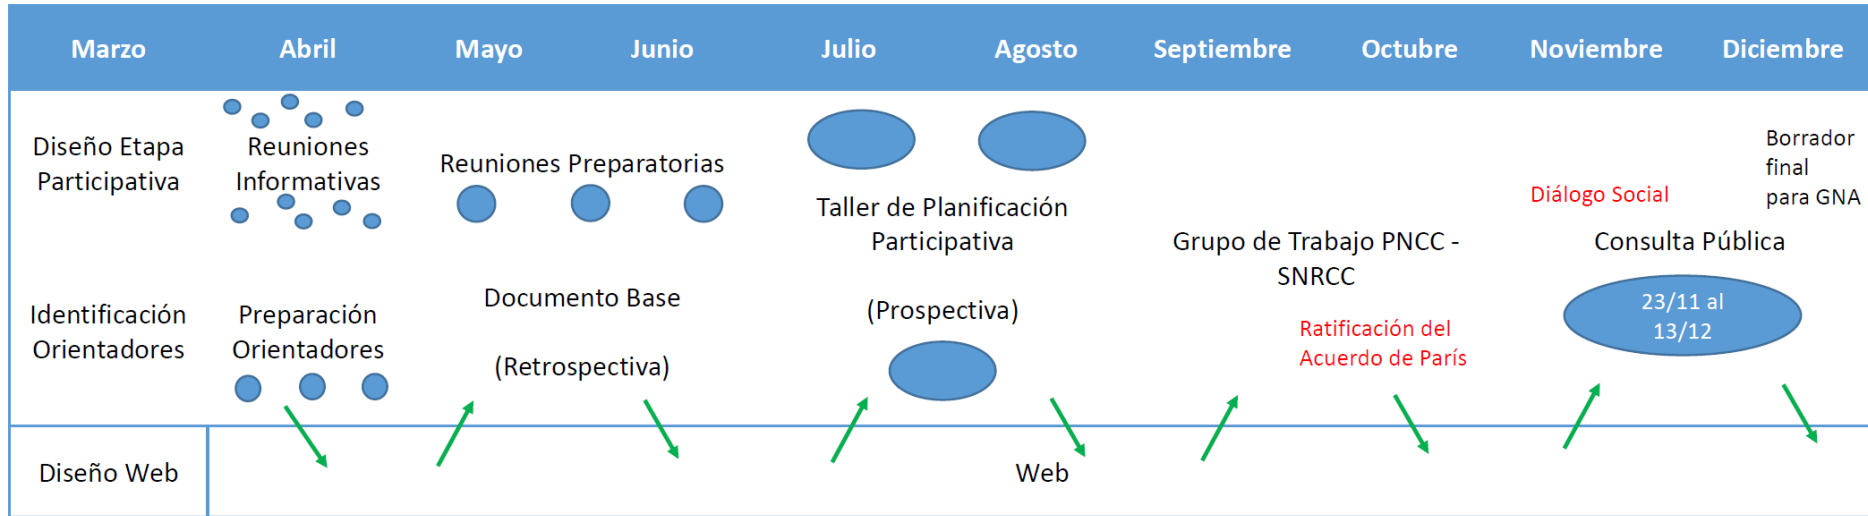 Marzo
Abril
Mayo
Junio
Julio
Agosto
Septiembre
Octubre
Noviembre
Diciembre
Diseño Etapa
Participativa
Identificación
Orientadores
Reuniones
Informativas
Preparación
Orientadores
Reuniones Preparatorias
Documento Base
(Retrospectiva)
Taller de Planificación
Participativa
(Prospectiva)
Grupo de Trabajo PNCC -
SNRCC
Ratificación del
Acuerdo de París
Diálogo Social
Consulta Pública
23/11 al
13/12
Borrador
final
para GNA
Diseño Web
Web